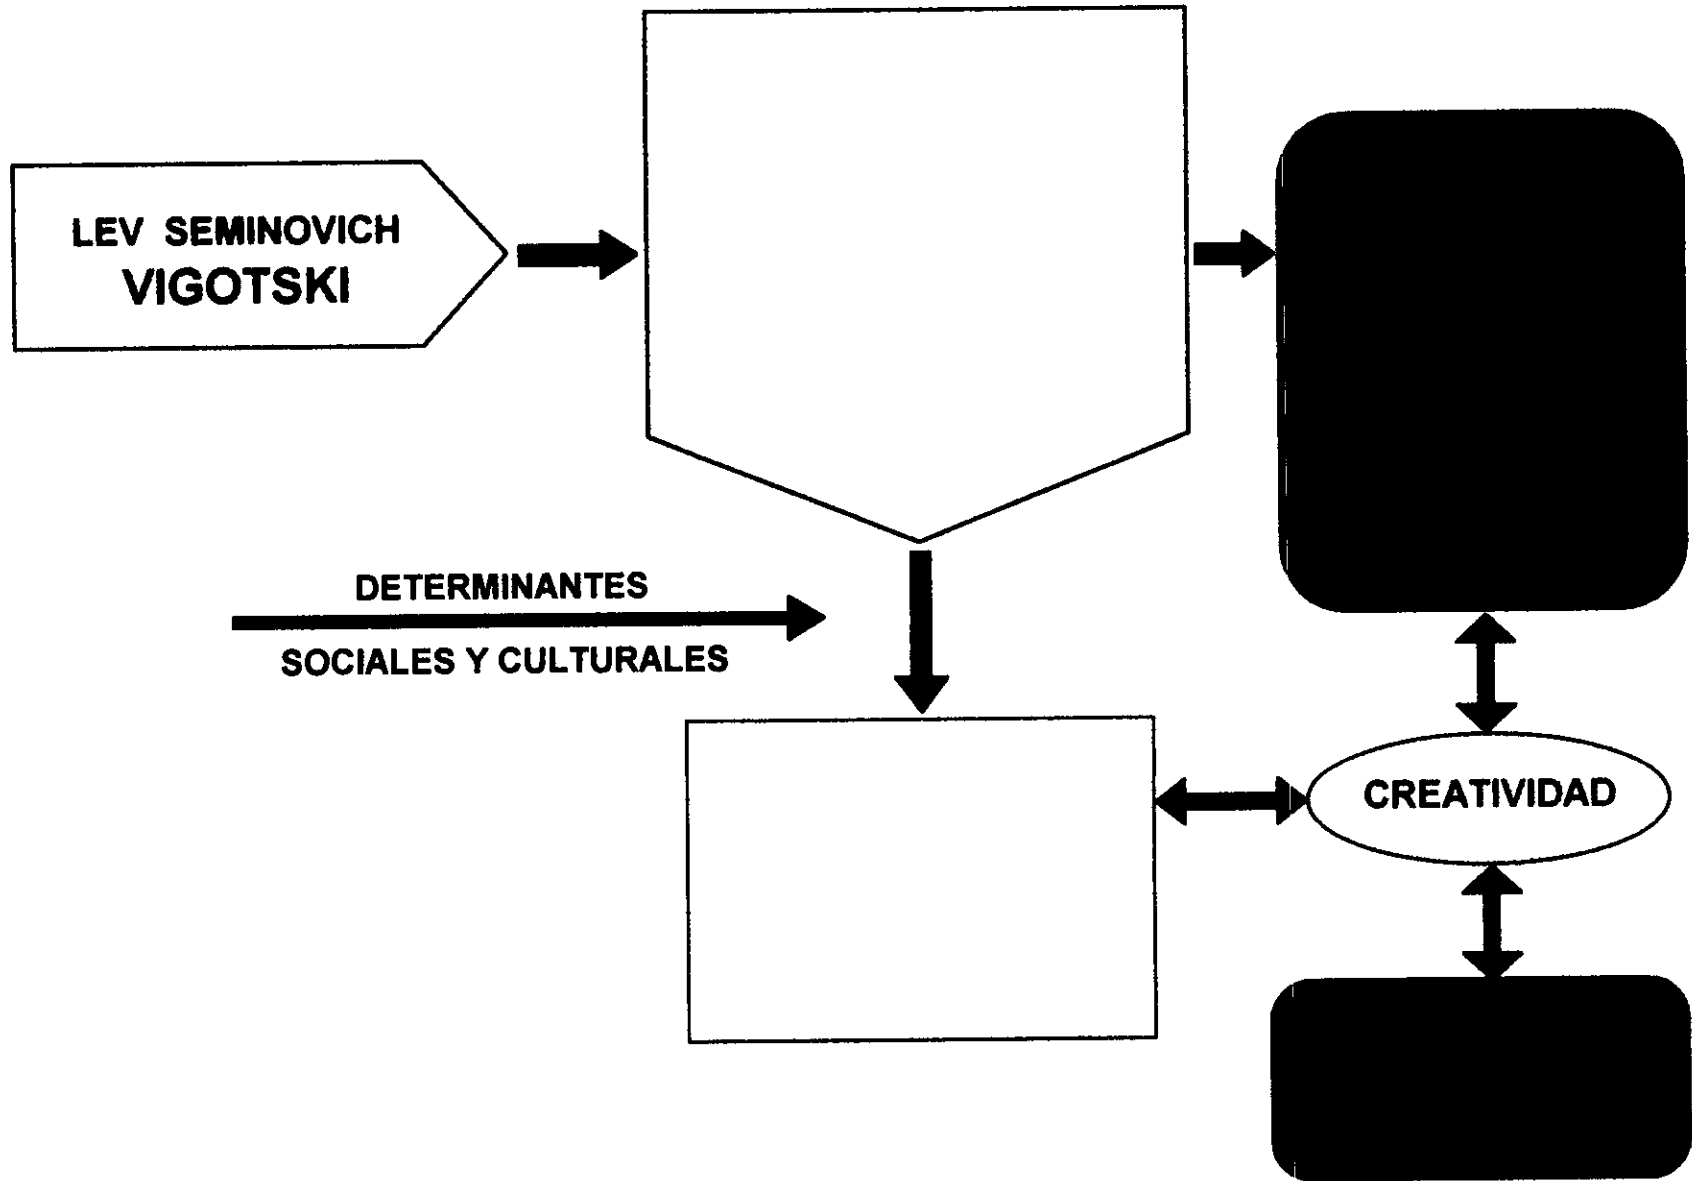 LEV SEMINOVICH
VIGOTSKI
DETERMINANTES
SOCIALES Y CULTURALES
CREATIVIDAD